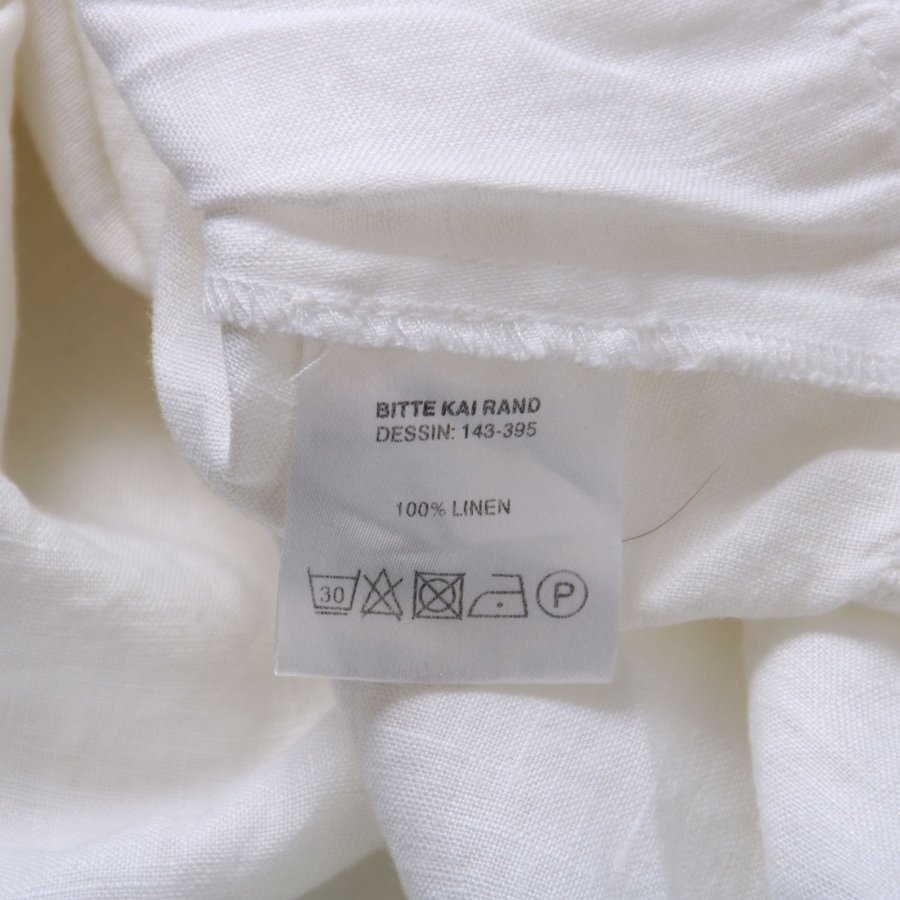 BITTE KAI RAND
DESSIN: 143-395
100% LINEN
30 P